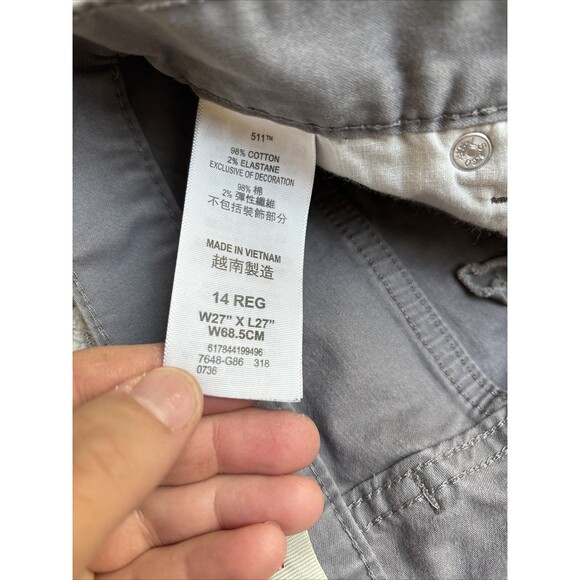 511™
98% COTTON
2% ELASTANE
EXCLUSIVE OF DECORATION
98% 棉
2% 彈性纖維
不包括裝飾部分
MADE IN VIETNAM
越南製造
14 REG
W27" X L27"
W68.5CM
617844199496
7648-G86 318
0736